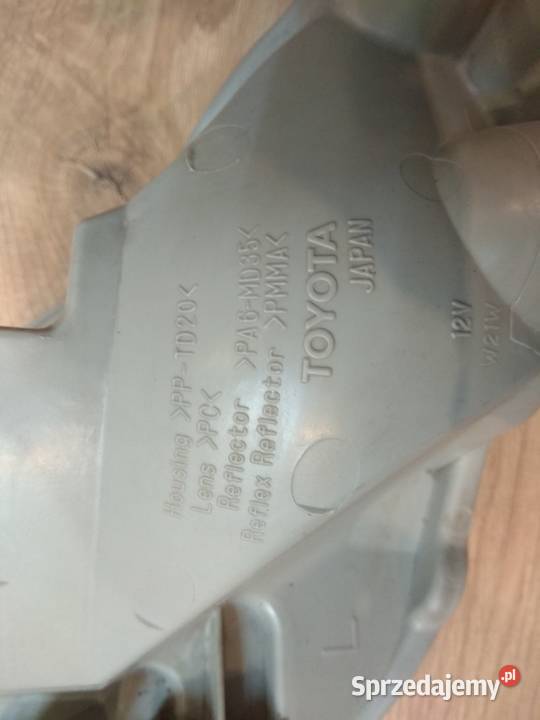 Housing >PP-TD20<
Lens >PC<
Reflector >PA6-MD35<
Reflex Reflector >PMMA<
TOYOTA
JAPAN
12V
W21W
L
Sprzedajemy.pl